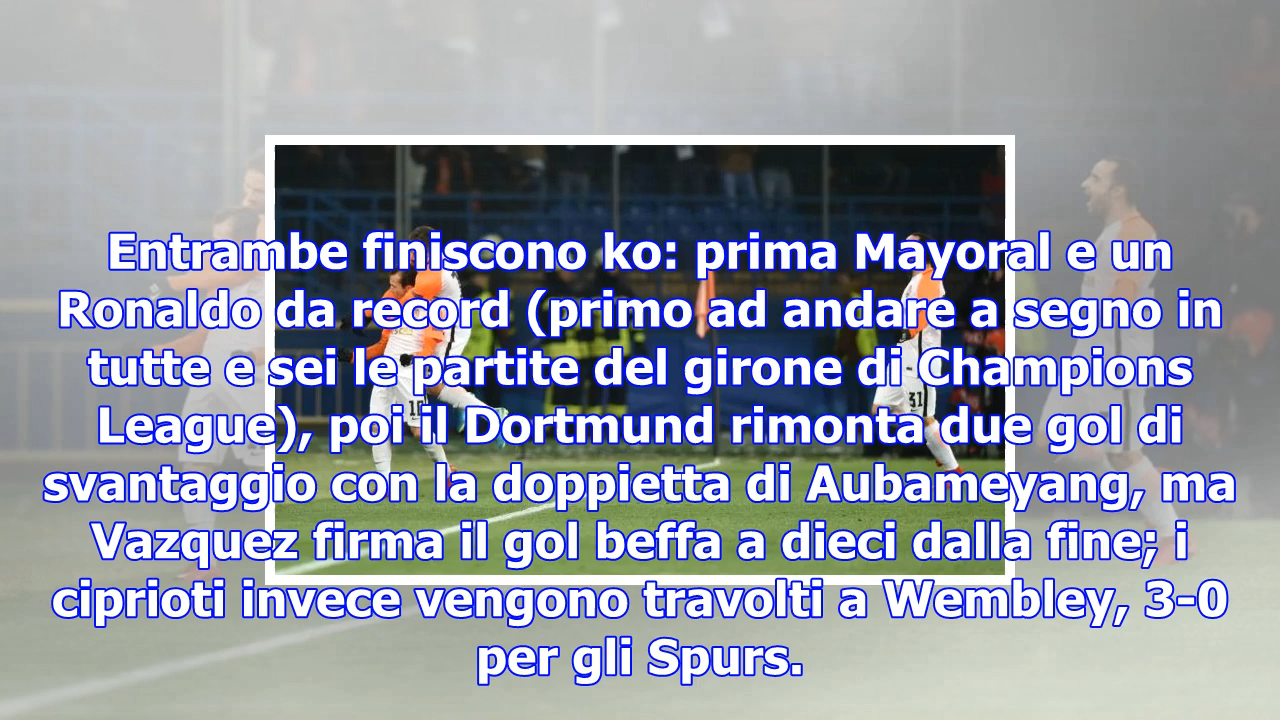 Entrambe finiscono ko: prima Mayoral e un
Ronaldo da record (primo ad andare a segno in
tutte e sei le partite del girone di Champions
League), poi il Dortmund rimonta due gol di
svantaggio con la doppietta di Aubameyang, ma
Vazquez firma il gol beffa a dieci dalla fine; i
ciprioti invece vengono travolti a Wembley, 3-0
per gli Spurs.
31